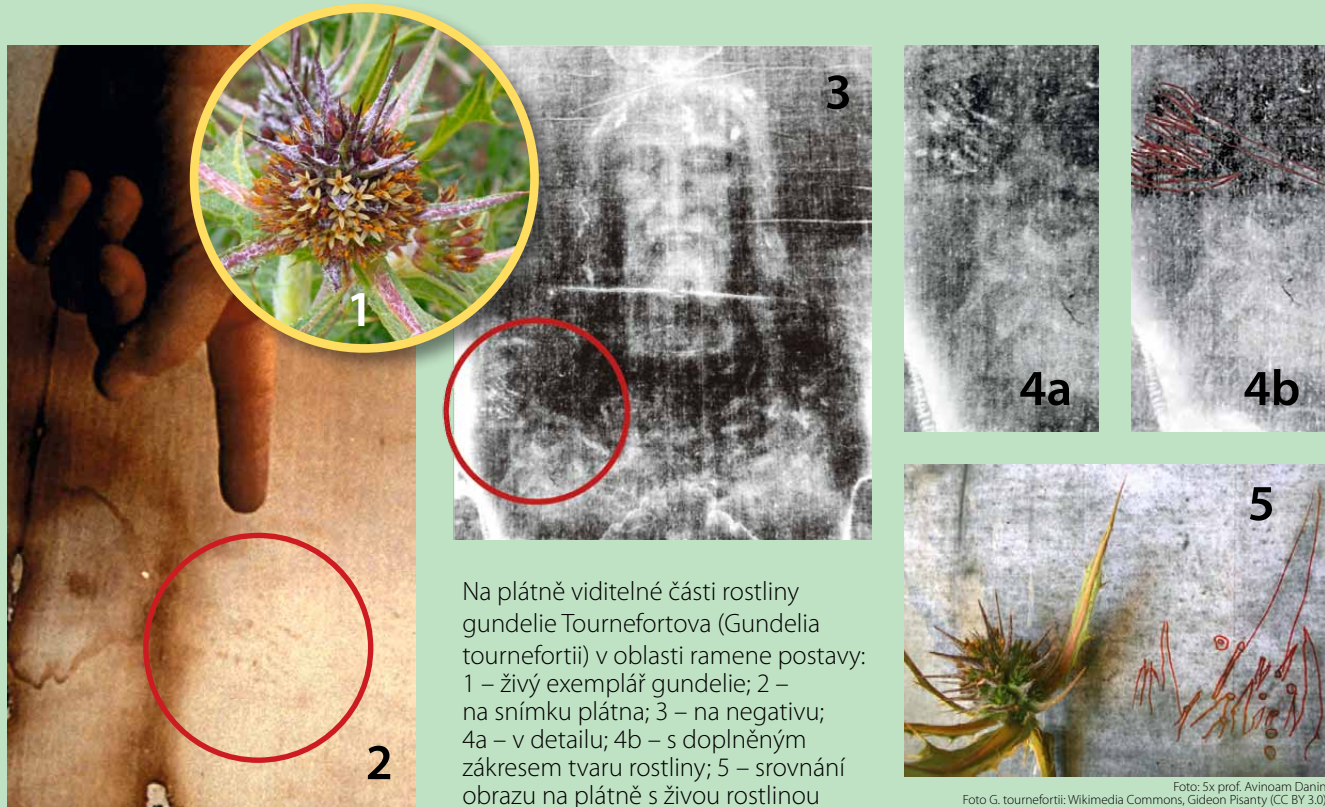 1
2
3
4a
4b
5
Na plátně viditelné části rostliny
gundelie Tournefortova (Gundelia
tournefortii) v oblasti ramene postavy:
1 – živý exemplář gundelie; 2 –
na snímku plátna; 3 – na negativu;
4a – v detailu; 4b – s doplněným
zákresem tvaru rostliny; 5 – srovnání
obrazu na plátně s živou rostlinou
Foto: 5x prof. Avinoam Danin
Foto G. tournefortii: Wikimedia Commons, Gideon Pisanty (CC BY 3.0)